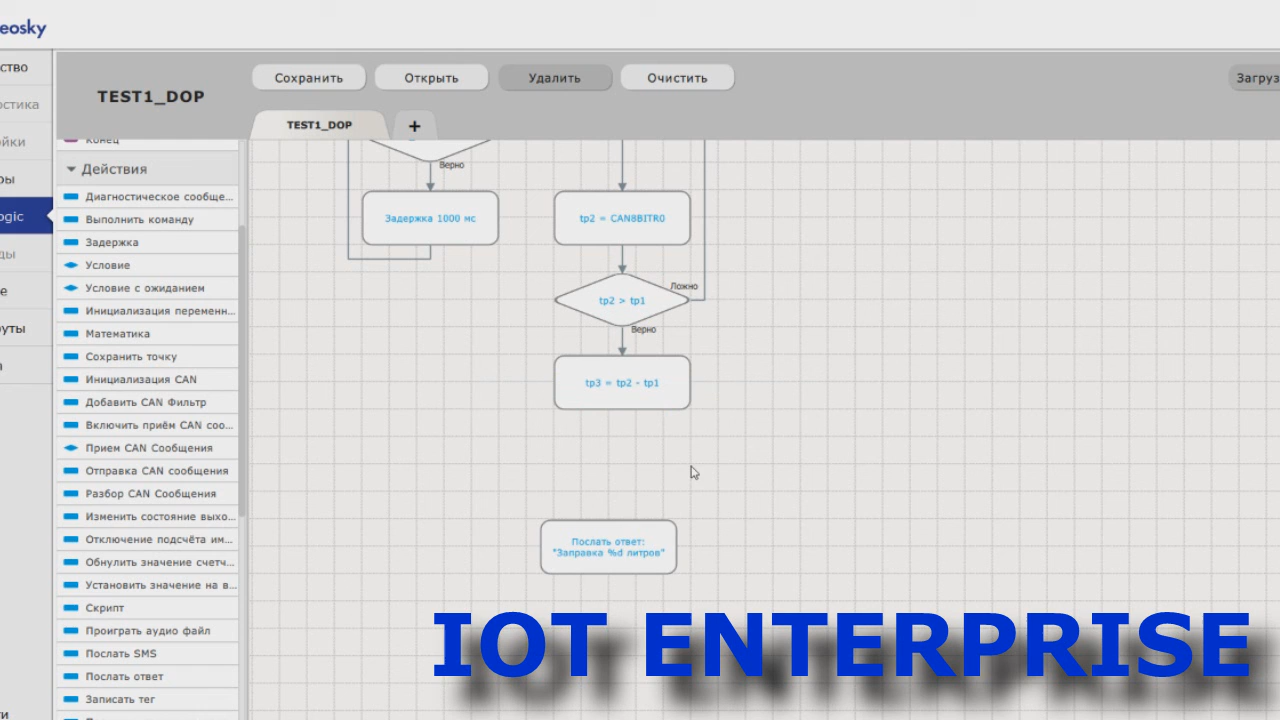 eosky
ство
остика
ойки
ры
ogic
ды
е
уты
а
ти
TEST1_DOP
Сохранить
Открыть
Удалить
Очистить
Загруз
TEST1_DOP
+
Конец
Действия
Диагностическое сообще...
Выполнить команду
Задержка
Условие
Условие с ожиданием
Инициализация переменн...
Математика
Сохранить точку
Инициализация CAN
Добавить CAN Фильтр
Включить приём CAN соо...
Прием CAN Сообщения
Отправка CAN сообщения
Разбор CAN Сообщения
Изменить состояние выхо...
Отключение подсчёта им...
Обнулить значение счетч...
Установить значение на в...
Скрипт
Проиграть аудио файл
Послать SMS
Послать ответ
Записать тег
Верно
Задержка 1000 мс
tp2 = CAN8BITR0
Ложно
tp2 > tp1
Верно
tp3 = tp2 - tp1
Послать ответ:
"Заправка %d литров"
IOT ENTERPRISE